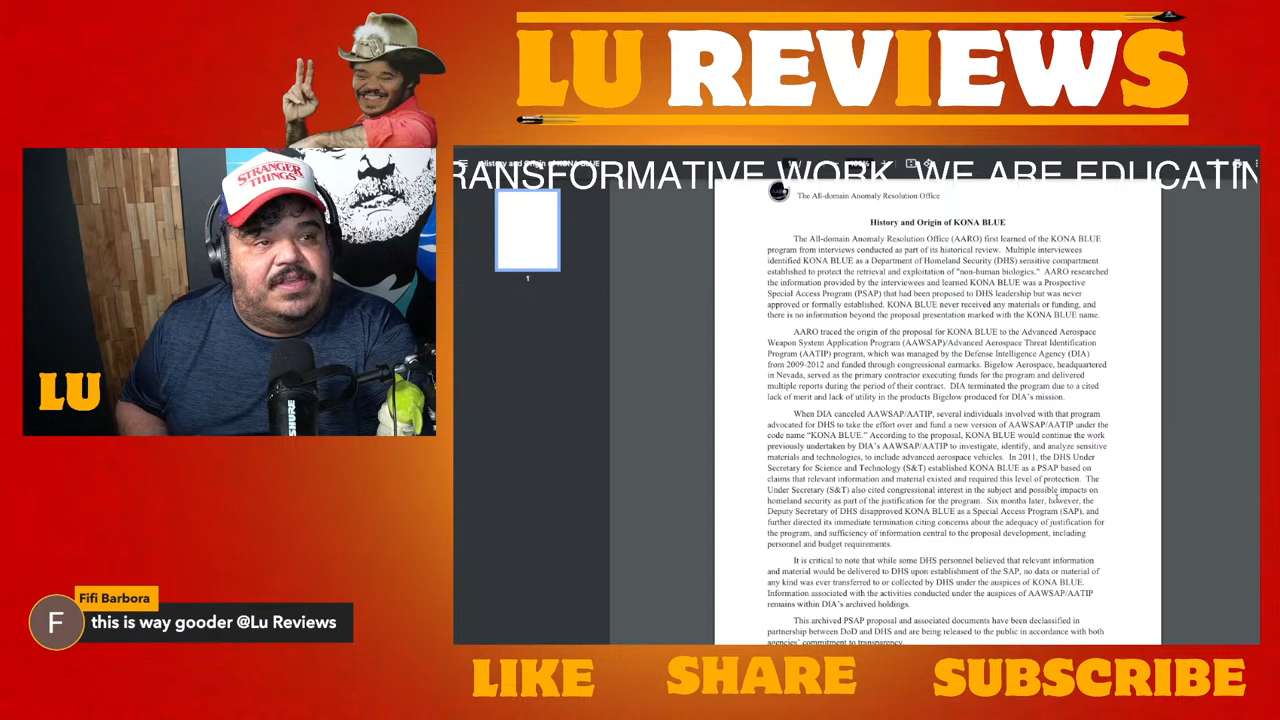 LU REVIEWS
STRANGER
THINGS
LU
SHURE
Fifi Barbora
F
this is way gooder @Lu Reviews
History and Origin of KONA BLUE
RANSFORMATIVE WORK. WE ARE EDUCATIN
1
The All-domain Anomaly Resolution Office
History and Origin of KONA BLUE
The All-domain Anomaly Resolution Office (AARO) first learned of the KONA BLUE
program from interviews conducted as part of its historical review. Multiple interviewees
identified KONA BLUE as a Department of Homeland Security (DHS) sensitive compartment
established to protect the retrieval and exploitation of "non-human biologics." AARO researched
the information provided by the interviewees and learned KONA BLUE was a Prospective
Special Access Program (PSAP) that had been proposed to DHS leadership but was never
approved or formally established. KONA BLUE never received any materials or funding, and
there is no information beyond the proposal presentation marked with the KONA BLUE name.
AARO traced the origin of the proposal for KONA BLUE to the Advanced Aerospace
Weapon System Application Program (AAWSAP)/Advanced Aerospace Threat Identification
Program (AATIP) program, which was managed by the Defense Intelligence Agency (DIA)
from 2009-2012 and funded through congressional earmarks. Bigelow Aerospace, headquartered
in Nevada, served as the primary contractor executing funds for the program and delivered
multiple reports during the period of their contract. DIA terminated the program due to a cited
lack of merit and lack of utility in the products Bigelow produced for DIA's mission.
When DIA canceled AAWSAP/AATIP, several individuals involved with that program
advocated for DHS to take the effort over and fund a new version of AAWSAP/AATIP under the
code name “KONA BLUE.” According to the proposal, KONA BLUE would continue the work
previously undertaken by DIA's AAWSAP/AATIP to investigate, identify, and analyze sensitive
materials and technologies, to include advanced aerospace vehicles. In 2011, the DHS Under
Secretary for Science and Technology (S&T) established KONA BLUE as a PSAP based on
claims that relevant information and material existed and required this level of protection. The
Under Secretary (S&T) also cited congressional interest in the subject and possible impacts on
homeland security as part of the justification for the program. Six months later, however, the
Deputy Secretary of DHS disapproved KONA BLUE as a Special Access Program (SAP), and
further directed its immediate termination citing concerns about the adequacy of justification for
the program, and sufficiency of information central to the proposal development, including
personnel and budget requirements.
It is critical to note that while some DHS personnel believed that relevant information
and material would be delivered to DHS upon establishment of the SAP, no data or material of
any kind was ever transferred to or collected by DHS under the auspices of KONA BLUE.
Information associated with the activities conducted under the auspices of AAWSAP/AATIP
remains within DIA's archived holdings.
This archived PSAP proposal and associated documents have been declassified in
partnership between DoD and DHS and are being released to the public in accordance with both
agencies' commitment to transparency.
LIKE
SHARE
SUBSCRIBE